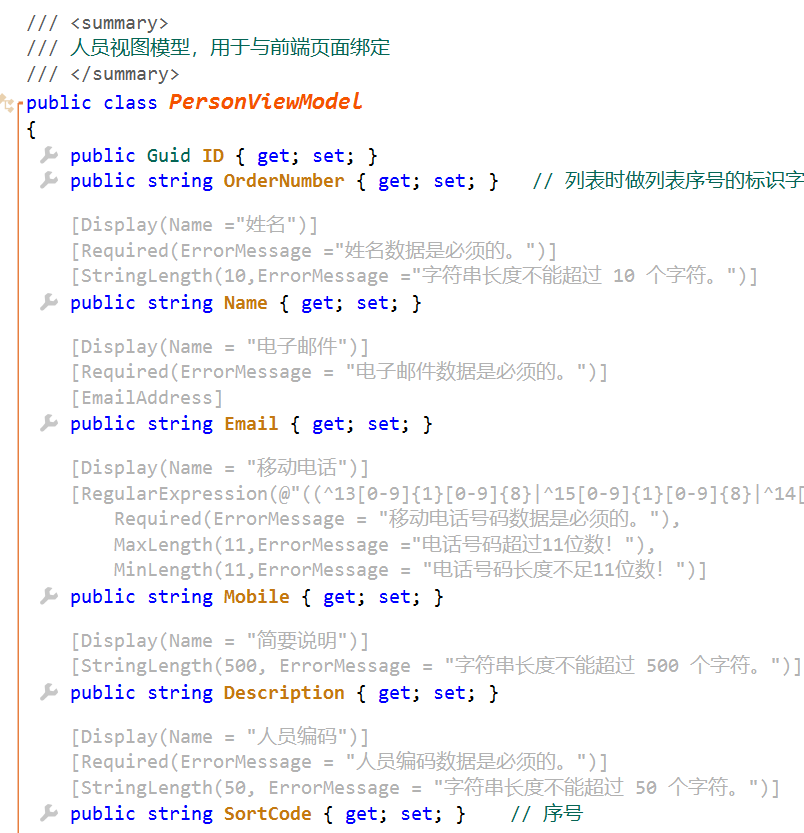 /// <summary>
/// 人员视图模型，用于与前端页面绑定
/// </summary>
public class PersonViewModel
{
public Guid ID { get; set; }
public string OrderNumber { get; set; }   // 列表时做列表序号的标识字
[Display(Name ="姓名")]
[Required(ErrorMessage ="姓名数据是必须的。")]
[StringLength(10,ErrorMessage ="字符串长度不能超过 10 个字符。")]
public string Name { get; set; }
[Display(Name = "电子邮件")]
[Required(ErrorMessage = "电子邮件数据是必须的。")]
[EmailAddress]
public string Email { get; set; }
[Display(Name = "移动电话")]
[RegularExpression(@"((^13[0-9]{1}[0-9]{8}|^15[0-9]{1}[0-9]{8}|^14[
Required(ErrorMessage = "移动电话号码数据是必须的。"),
MaxLength(11,ErrorMessage ="电话号码超过11位数！"),
MinLength(11,ErrorMessage = "电话号码长度不足11位数！")]
public string Mobile { get; set; }
[Display(Name = "简要说明")]
[StringLength(500, ErrorMessage = "字符串长度不能超过 500 个字符。")]
public string Description { get; set; }
[Display(Name = "人员编码")]
[Required(ErrorMessage = "人员编码数据是必须的。")]
[StringLength(50, ErrorMessage = "字符串长度不能超过 50 个字符。")]
public string SortCode { get; set; }    // 序号